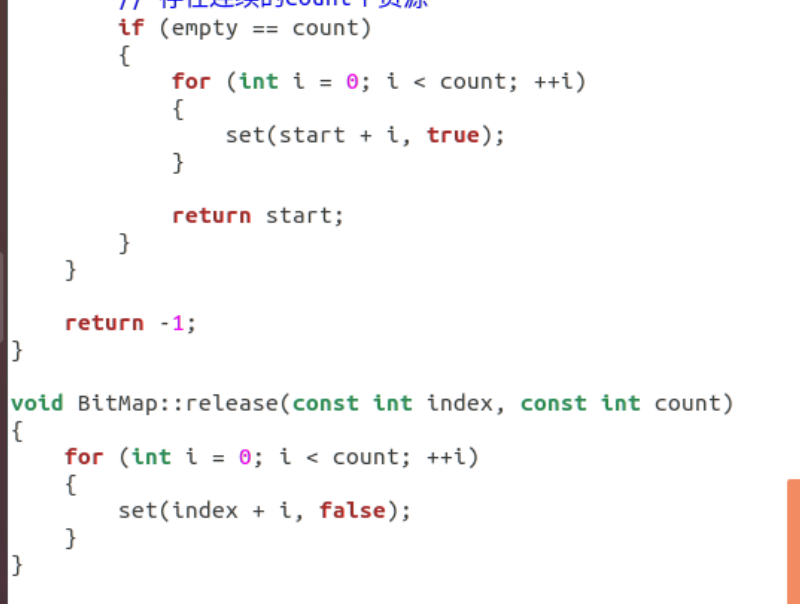 // 存在连续的count个资源
if (empty == count)
{
for (int i = 0; i < count; ++i)
{
set(start + i, true);
}
return start;
}
}
return -1;
}
void BitMap::release(const int index, const int count)
{
for (int i = 0; i < count; ++i)
{
set(index + i, false);
}
}